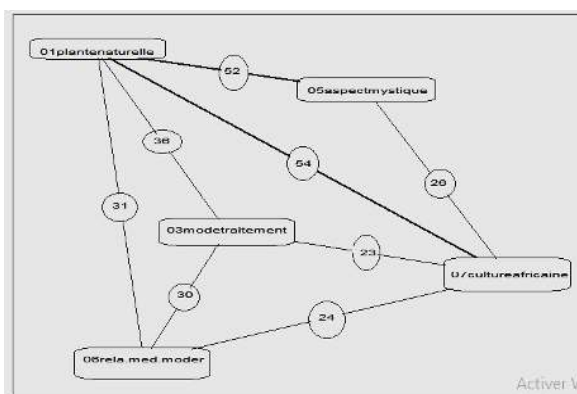 01plantenaturelle
52
05aspectmystique
36
54
26
31
03modetraitement
23
07cultureafricaine
30
24
06rela.med.moder
Activer